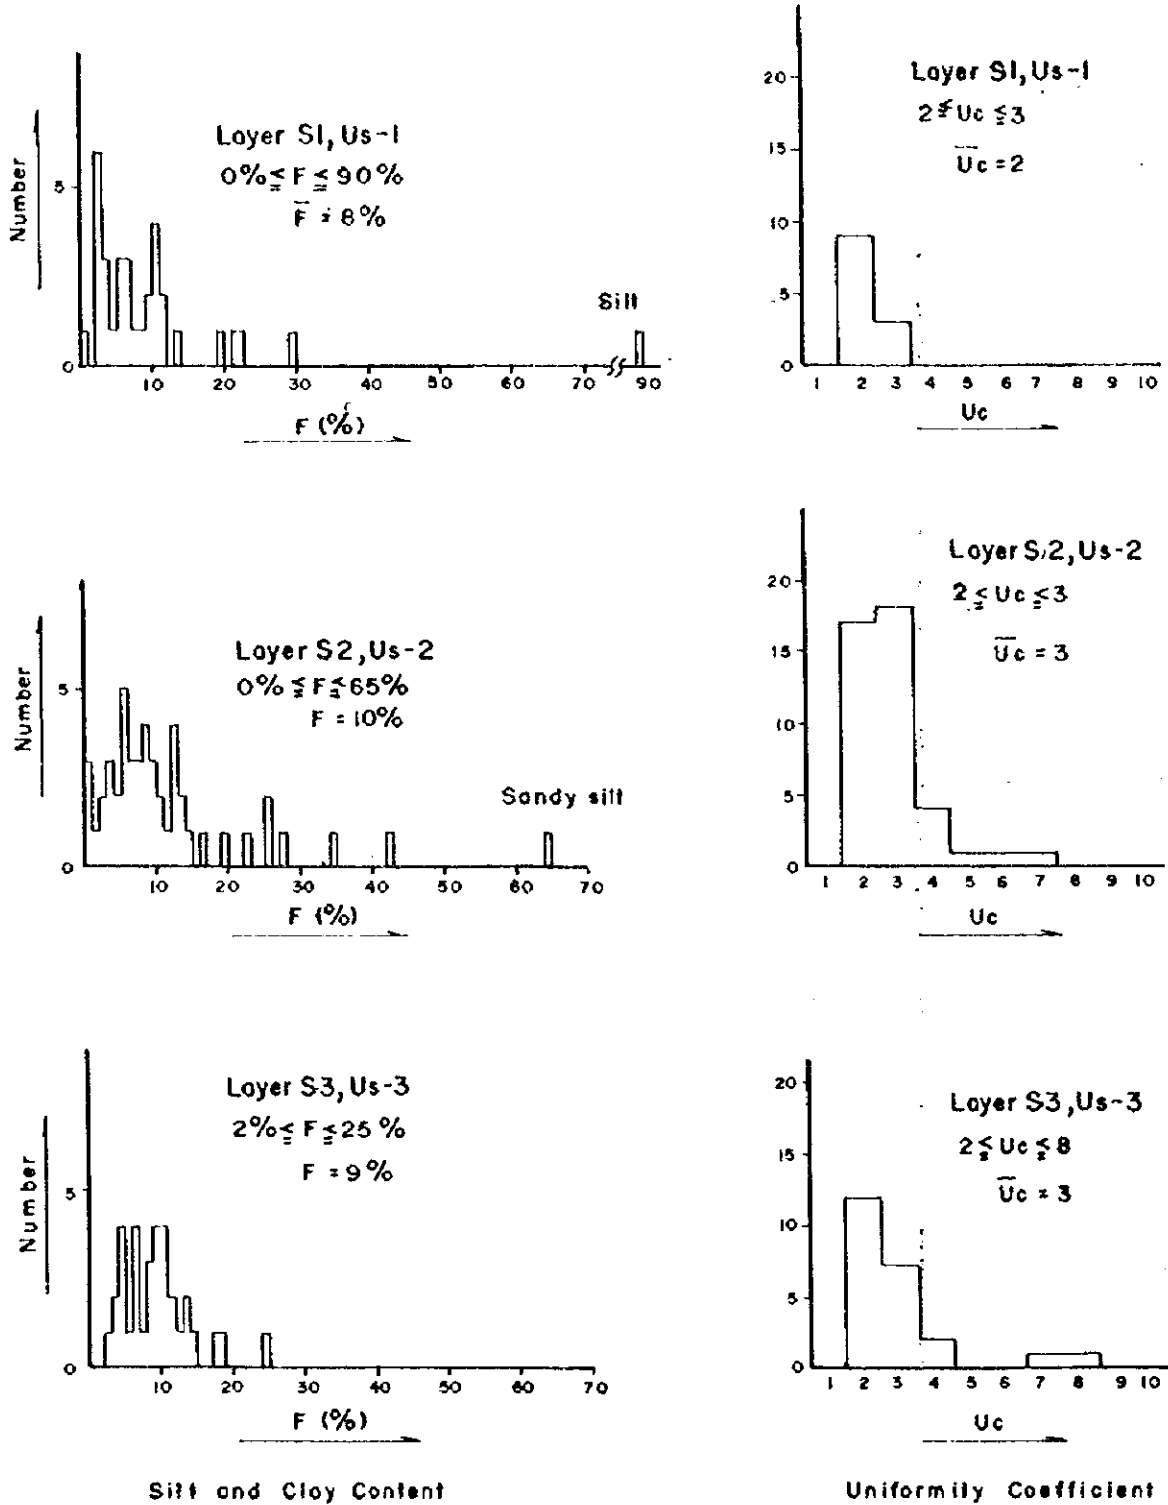 Layer S1, Us-1
0% ≦ F ≦ 90%
F̅ = 8%
Number
5
0
Silt
10 20 30 40 50 60 70 90
F (%)
Layer S1, Us-1
2 ≦ Uc ≦ 3
U̅c = 2
20
15
10
5
0
1 2 3 4 5 6 7 8 9 10
Uc
Layer S2, Us-2
0% ≦ F ≦ 65%
F = 10%
Number
5
0
Sandy silt
10 20 30 40 50 60 70
F (%)
Layer S2, Us-2
2 ≦ Uc ≦ 3
U̅c = 3
20
15
10
5
0
1 2 3 4 5 6 7 8 9 10
Uc
Layer S3, Us-3
2% ≦ F ≦ 25 %
F = 9%
Number
5
0
10 20 30 40 50 60 70
F (%)
Layer S3, Us-3
2 ≦ Uc ≦ 8
U̅c = 3
20
15
10
5
0
1 2 3 4 5 6 7 8 9 10
Uc
Silt and Clay Content
Uniformity Coefficient